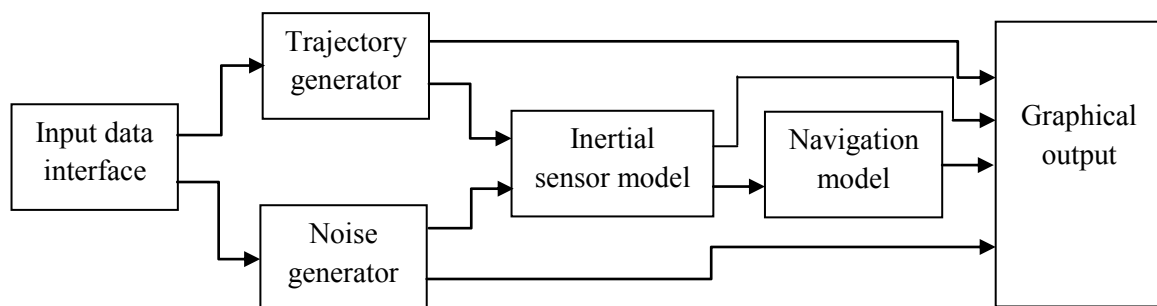 Input data
interface
Trajectory
generator
Noise
generator
Inertial
sensor model
Navigation
model
Graphical
output